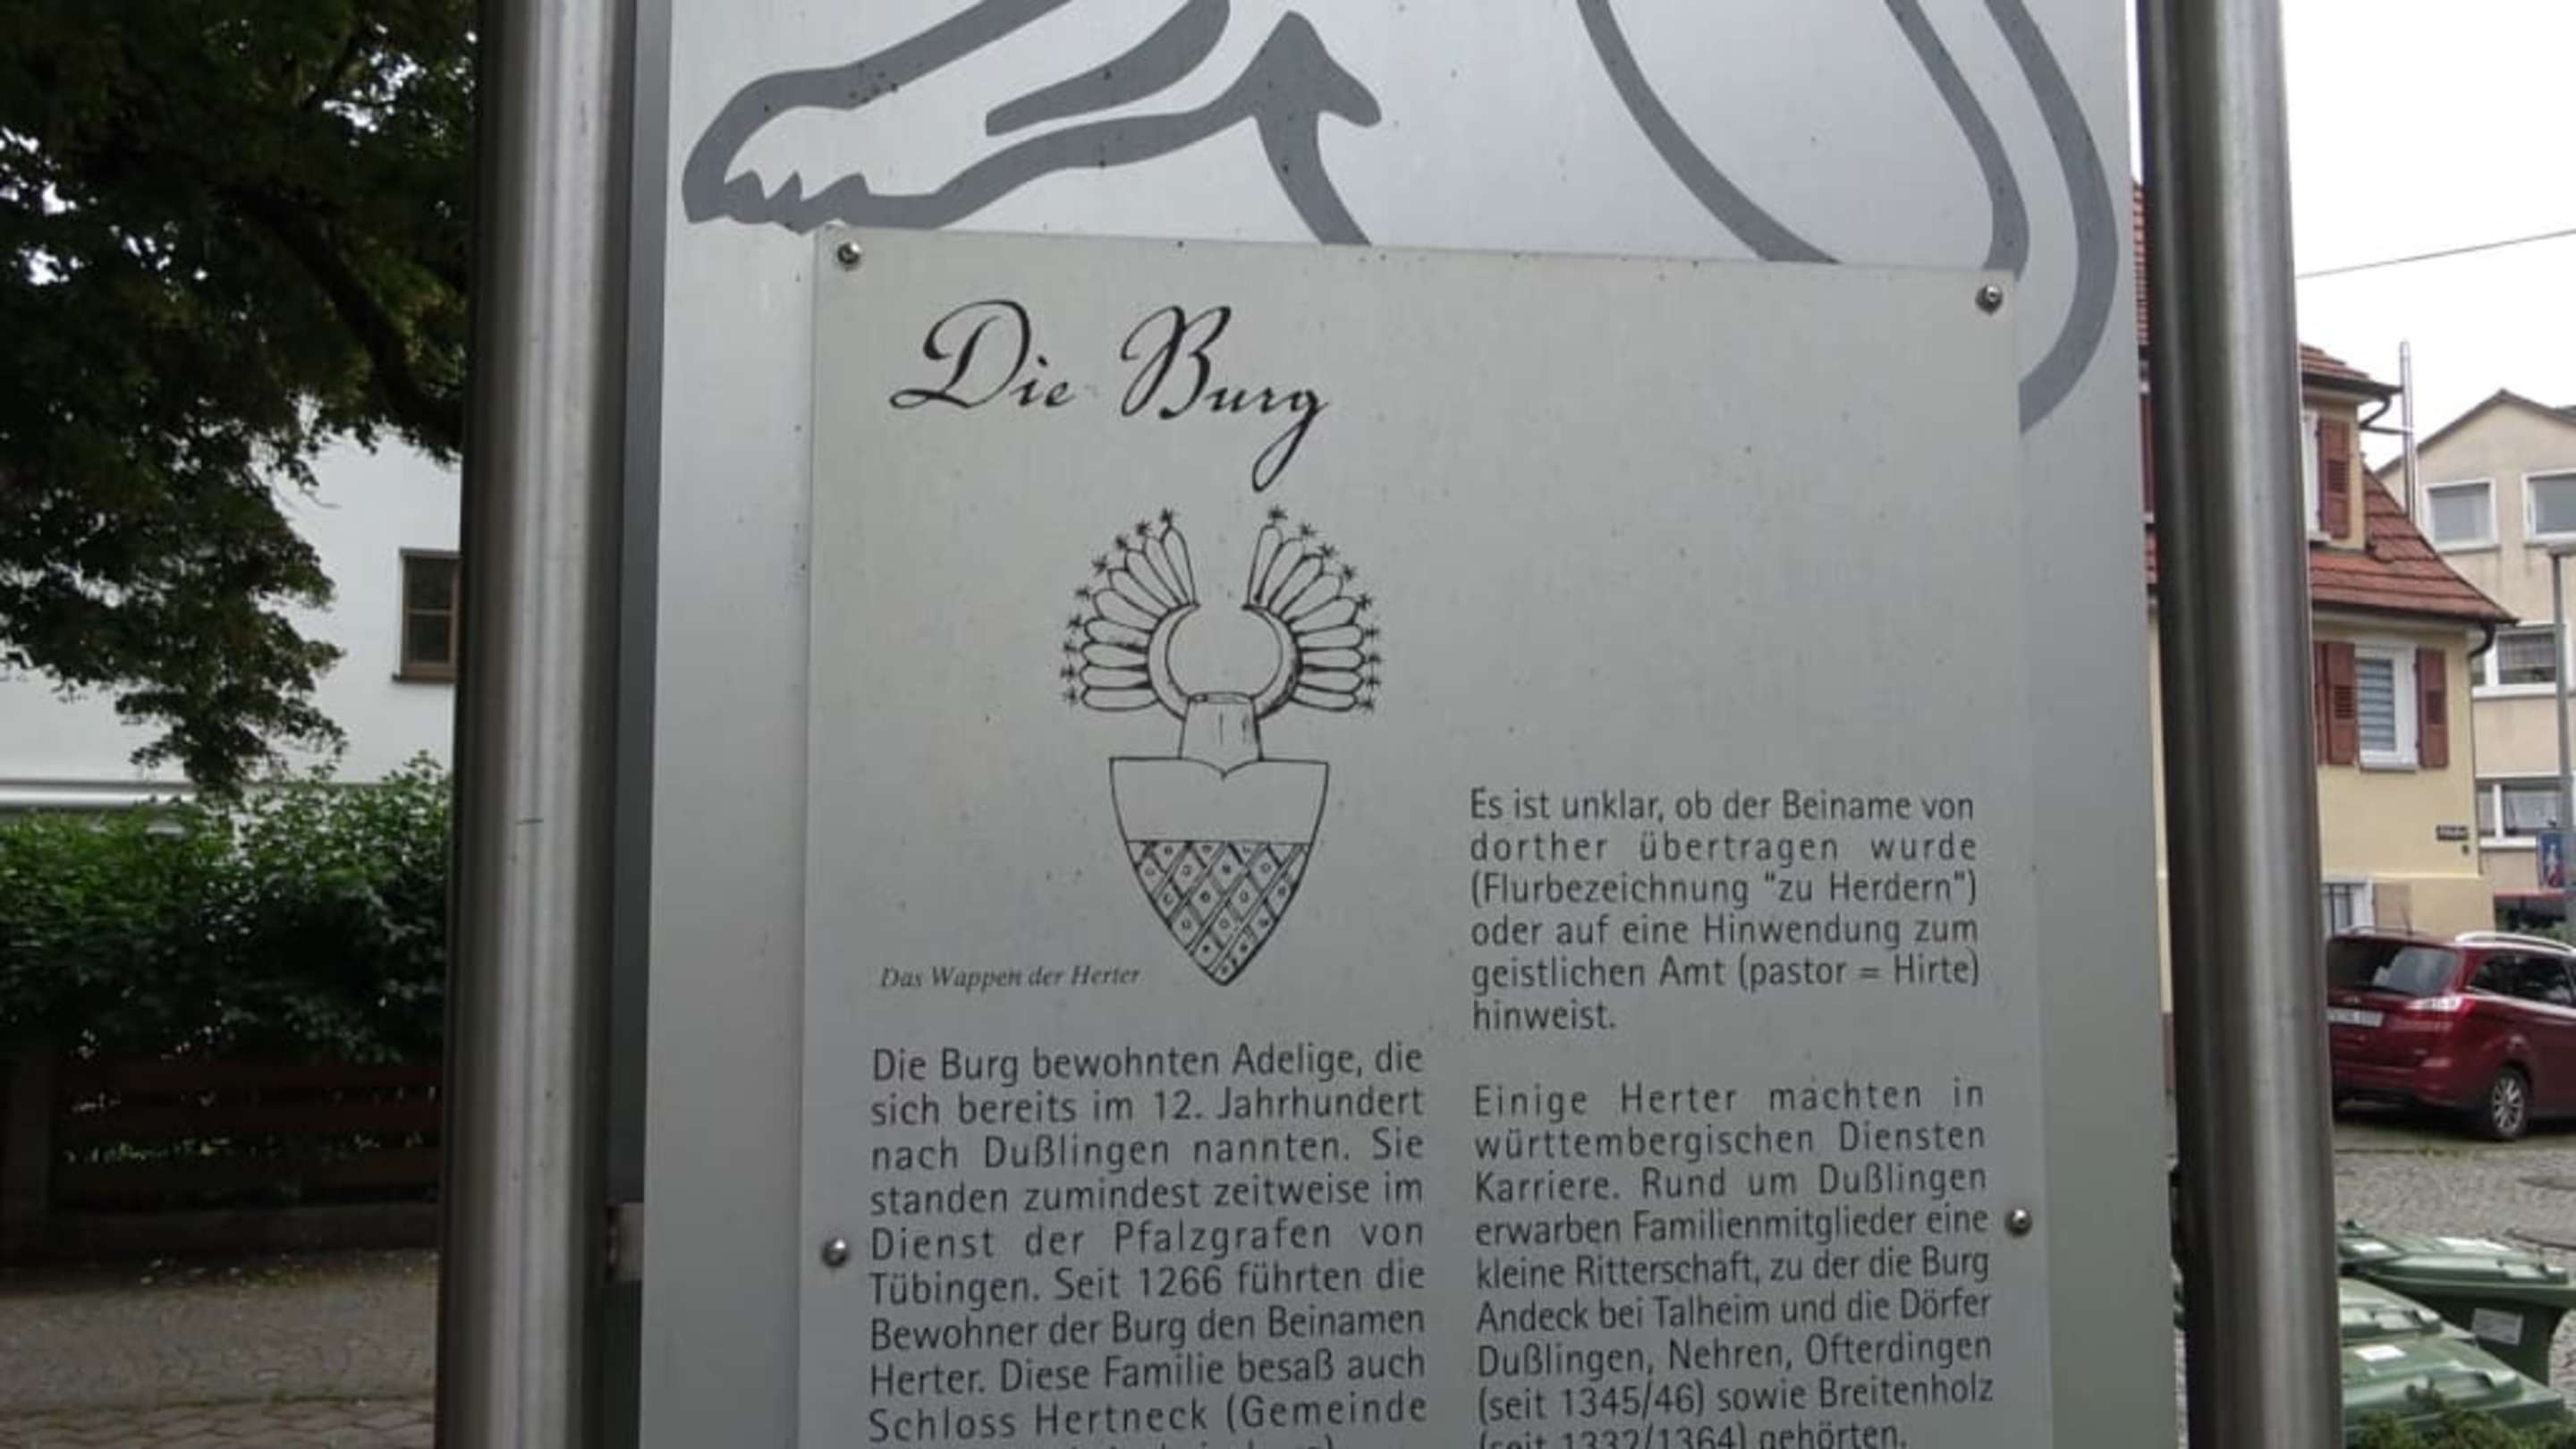 Die Burg
Das Wappen der Herter
Die Burg bewohnten Adelige, die
sich bereits im 12. Jahrhundert
nach Dußlingen nannten. Sie
standen zumindest zeitweise im
Dienst der Pfalzgrafen von
Tübingen. Seit 1266 führten die
Bewohner der Burg den Beinamen
Herter. Diese Familie besaß auch
Schloss Hertneck (Gemeinde
Es ist unklar, ob der Beiname von
dorther übertragen wurde
(Flurbezeichnung "zu Herdern")
oder auf eine Hinwendung zum
geistlichen Amt (pastor = Hirte)
hinweist.
Einige Herter machten in
württembergischen Diensten
Karriere. Rund um Dußlingen
erwarben Familienmitglieder eine
kleine Ritterschaft, zu der die Burg
Andeck bei Talheim und die Dörfer
Dußlingen, Nehren, Ofterdingen
(seit 1345/46) sowie Breitenholz
(seit 1332/1364) gehörten.